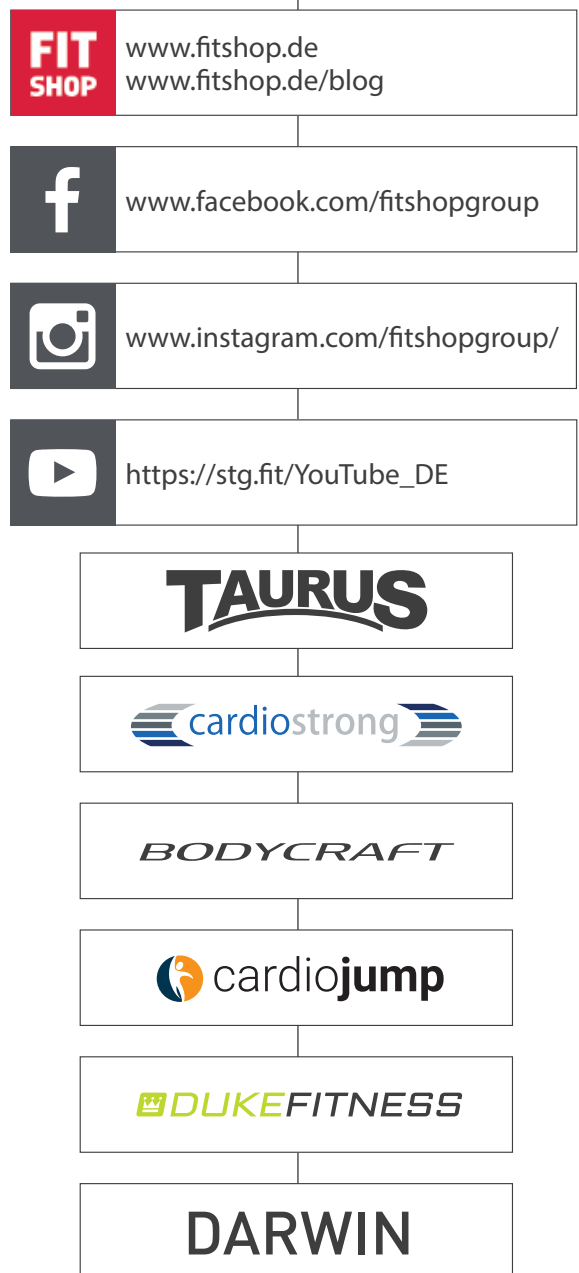 FIT
SHOP
www.fitshop.de
www.fitshop.de/blog
www.facebook.com/fitshopgroup
www.instagram.com/fitshopgroup/
https://stg.fit/YouTube_DE
TAURUS
cardiostrong
BODYCRAFT
cardiojump
DUKEFITNESS
DARWIN